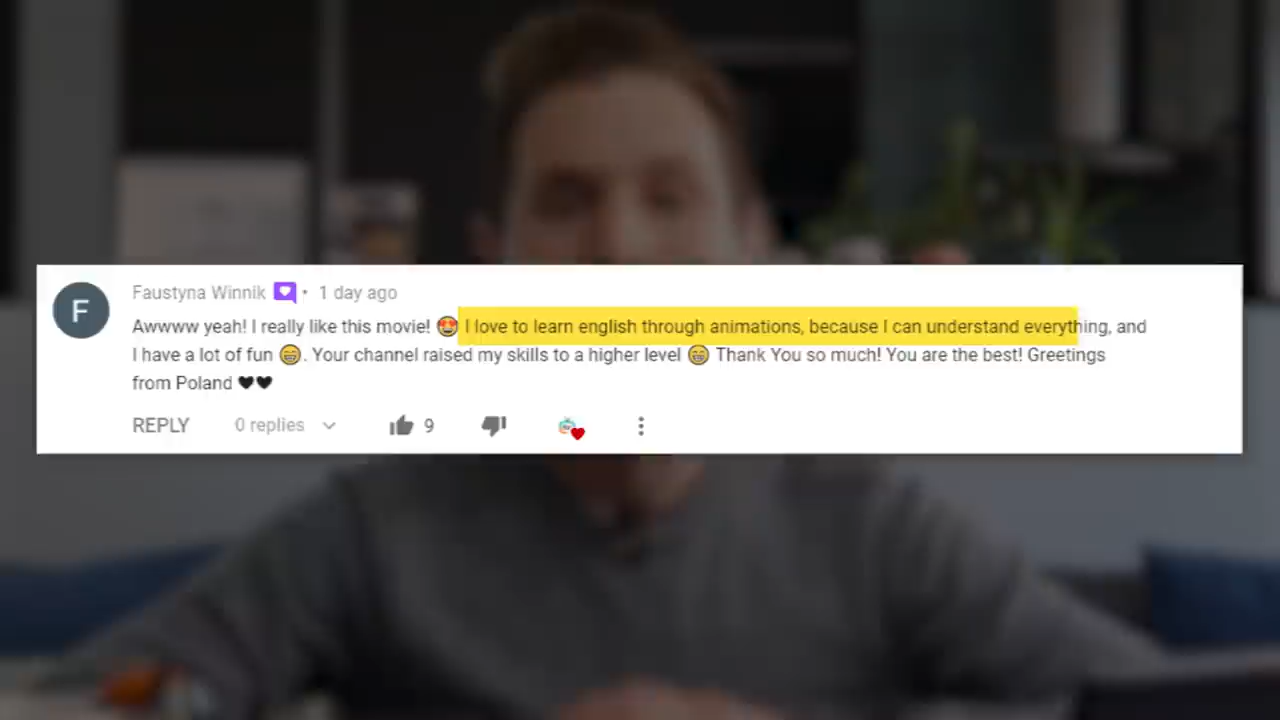 F
Faustyna Winnik • 1 day ago
Awwww yeah! I really like this movie! 😍 I love to learn english through animations, because I can understand everything, and
I have a lot of fun 😁. Your channel raised my skills to a higher level 😁 Thank You so much! You are the best! Greetings
from Poland 🖤🖤
REPLY 0 replies 9